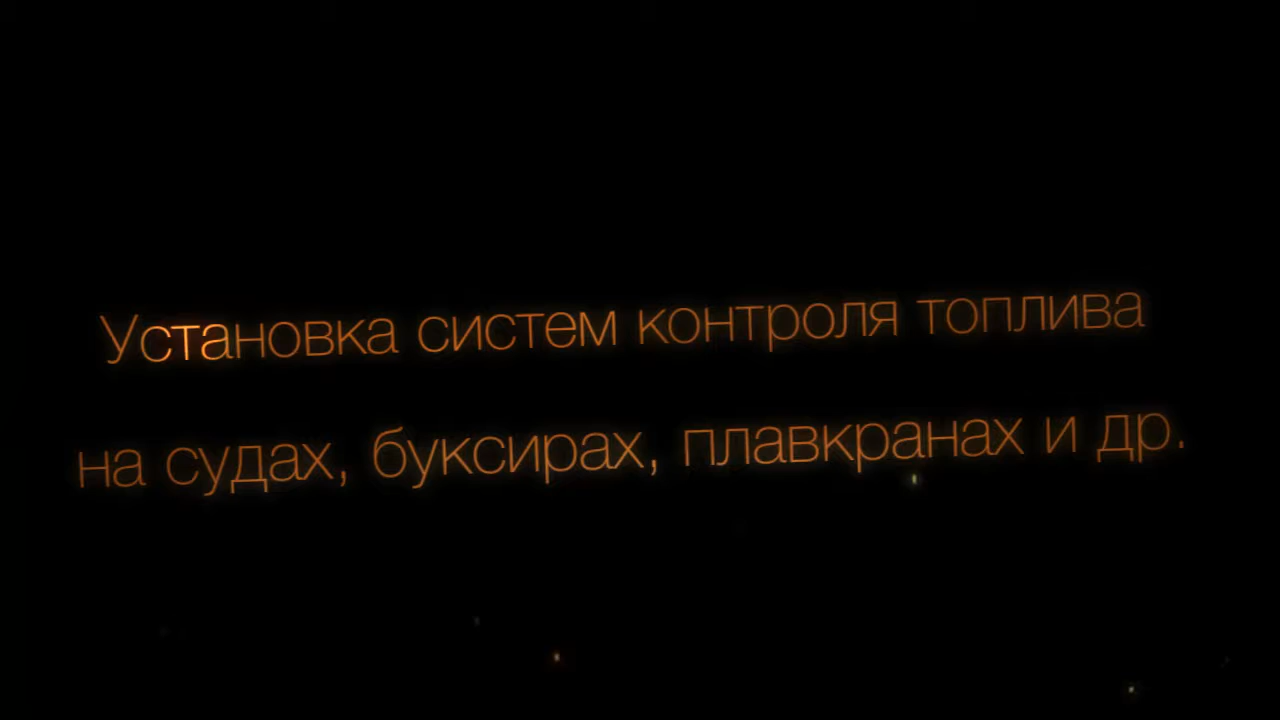 Установка систем контроля топлива
на судах, буксирах, плавкранах и др.